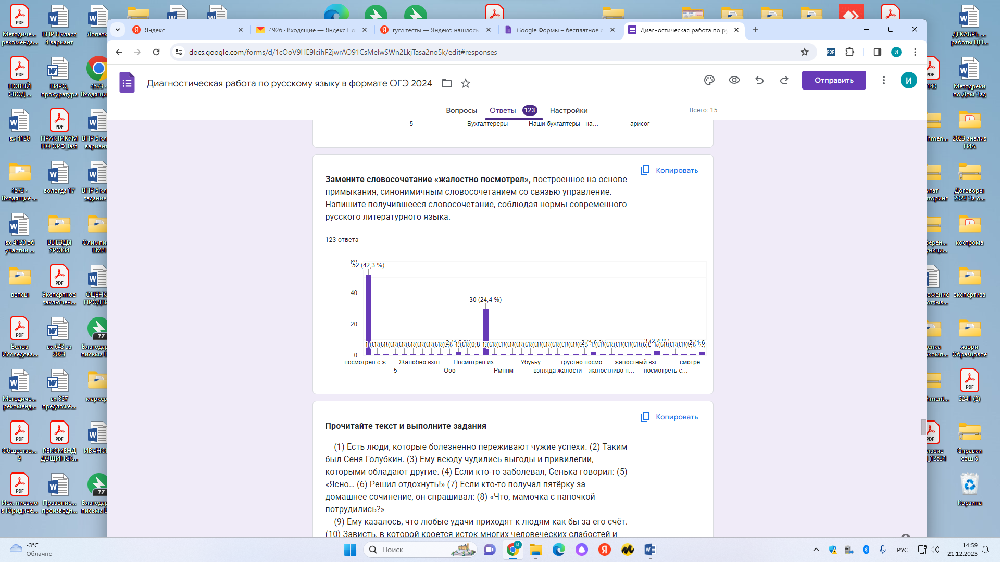 Яндекс
4926 · Входящие — Яндекс По
гугл тесты — Яндекс: нашлось
Google Формы – бесплатное с
Диагностическая работа по ру
docs.google.com/forms/d/1cOoV9HE9lcihF2jwrAO91CsMelwSWn2LkjTasa2no5k/edit#responses
Диагностическая работа по русскому языку в формате ОГЭ 2024
Отправить
И
Вопросы
Ответы 123
Настройки
Всего: 15
5
Бухгалтереры
Наши бухгалтеры - на...
арисог
Копировать
Замените словосочетание «жалостно посмотрел», построенное на основе
примыкания, синонимичным словосочетанием со связью управление.
Напишите получившееся словосочетание, соблюдая нормы современного
русского литературного языка.
123 ответа
60
52 (42,3 %)
40
30 (24,4 %)
20
0
посмотрел с ж...
Жалобно взгл...
Посмотрел из...
Убуььу
грустно посмо...
жалостный взг...
смотре...
5
Ооо
Рмннм
взгляда жалости
жалостливо п...
посмотреть с...
Копировать
Прочитайте текст и выполните задания
(1) Есть люди, которые болезненно переживают чужие успехи. (2) Таким
был Сеня Голубкин. (3) Ему всюду чудились выгоды и привилегии,
которыми обладают другие. (4) Если кто-то заболевал, Сенька говорил: (5)
«Ясно… (6) Решил отдохнуть!» (7) Если кто-то получал пятёрку за
домашнее сочинение, он спрашивал: (8) «Что, мамочка с папочкой
потрудились?»
(9) Ему казалось, что любые удачи приходят к людям как бы за его счёт.
(10) Зависть, в которой кроется исток многих человеческих слабостей и
Методиче...
рекоменда...
ВПР 8 класс
4 вариант
Лопатк
НОВЫЙ
СВОД ...
ВИРО,
прокуратура
4573 ·
Входящи
вх 4120
ПРАКТИКУМ
ПО ОРФ_last
ВПР 6 кл
вариант
4573 ·
Входящие ...
вологда 17
ВПР 6 кл
задание
вх 4120 об
участии ...
ВЫЕЗДЫ
УРОКИ
Олимпи
ВМЛ
вепсы
Экспертное
заключен...
ОЦЕНК
ПРОДВИ
Белов
Исследова...
вх 643 за
2023
Благодар
письма В
Методиче...
рекоменд...
вх 337
предложе...
маркер
Общество...
9
РЕКОМЕНД
ДОЩИНСК...
ИВАНОВ
Исх. письмо
в Юридиче...
Правопис...
производн...
Благодар
письма В
ДЕКАБРЬ_...
работы ЦН...
140
Методреки
по Дом Зад
hmen...
2023 анализ
ГИА
итат
иторинг
Договоры
2023 За о...
ерен...
ункци...
кострома
ожение
отзыв...
экспертиза
енка
комп...
жюри
Образцовое
hment...
3241 (2)
ласие
_12534
Справки
сош 5
Корзина
-3°C
Облачно
Поиск
РУС
14:59
21.12.2023